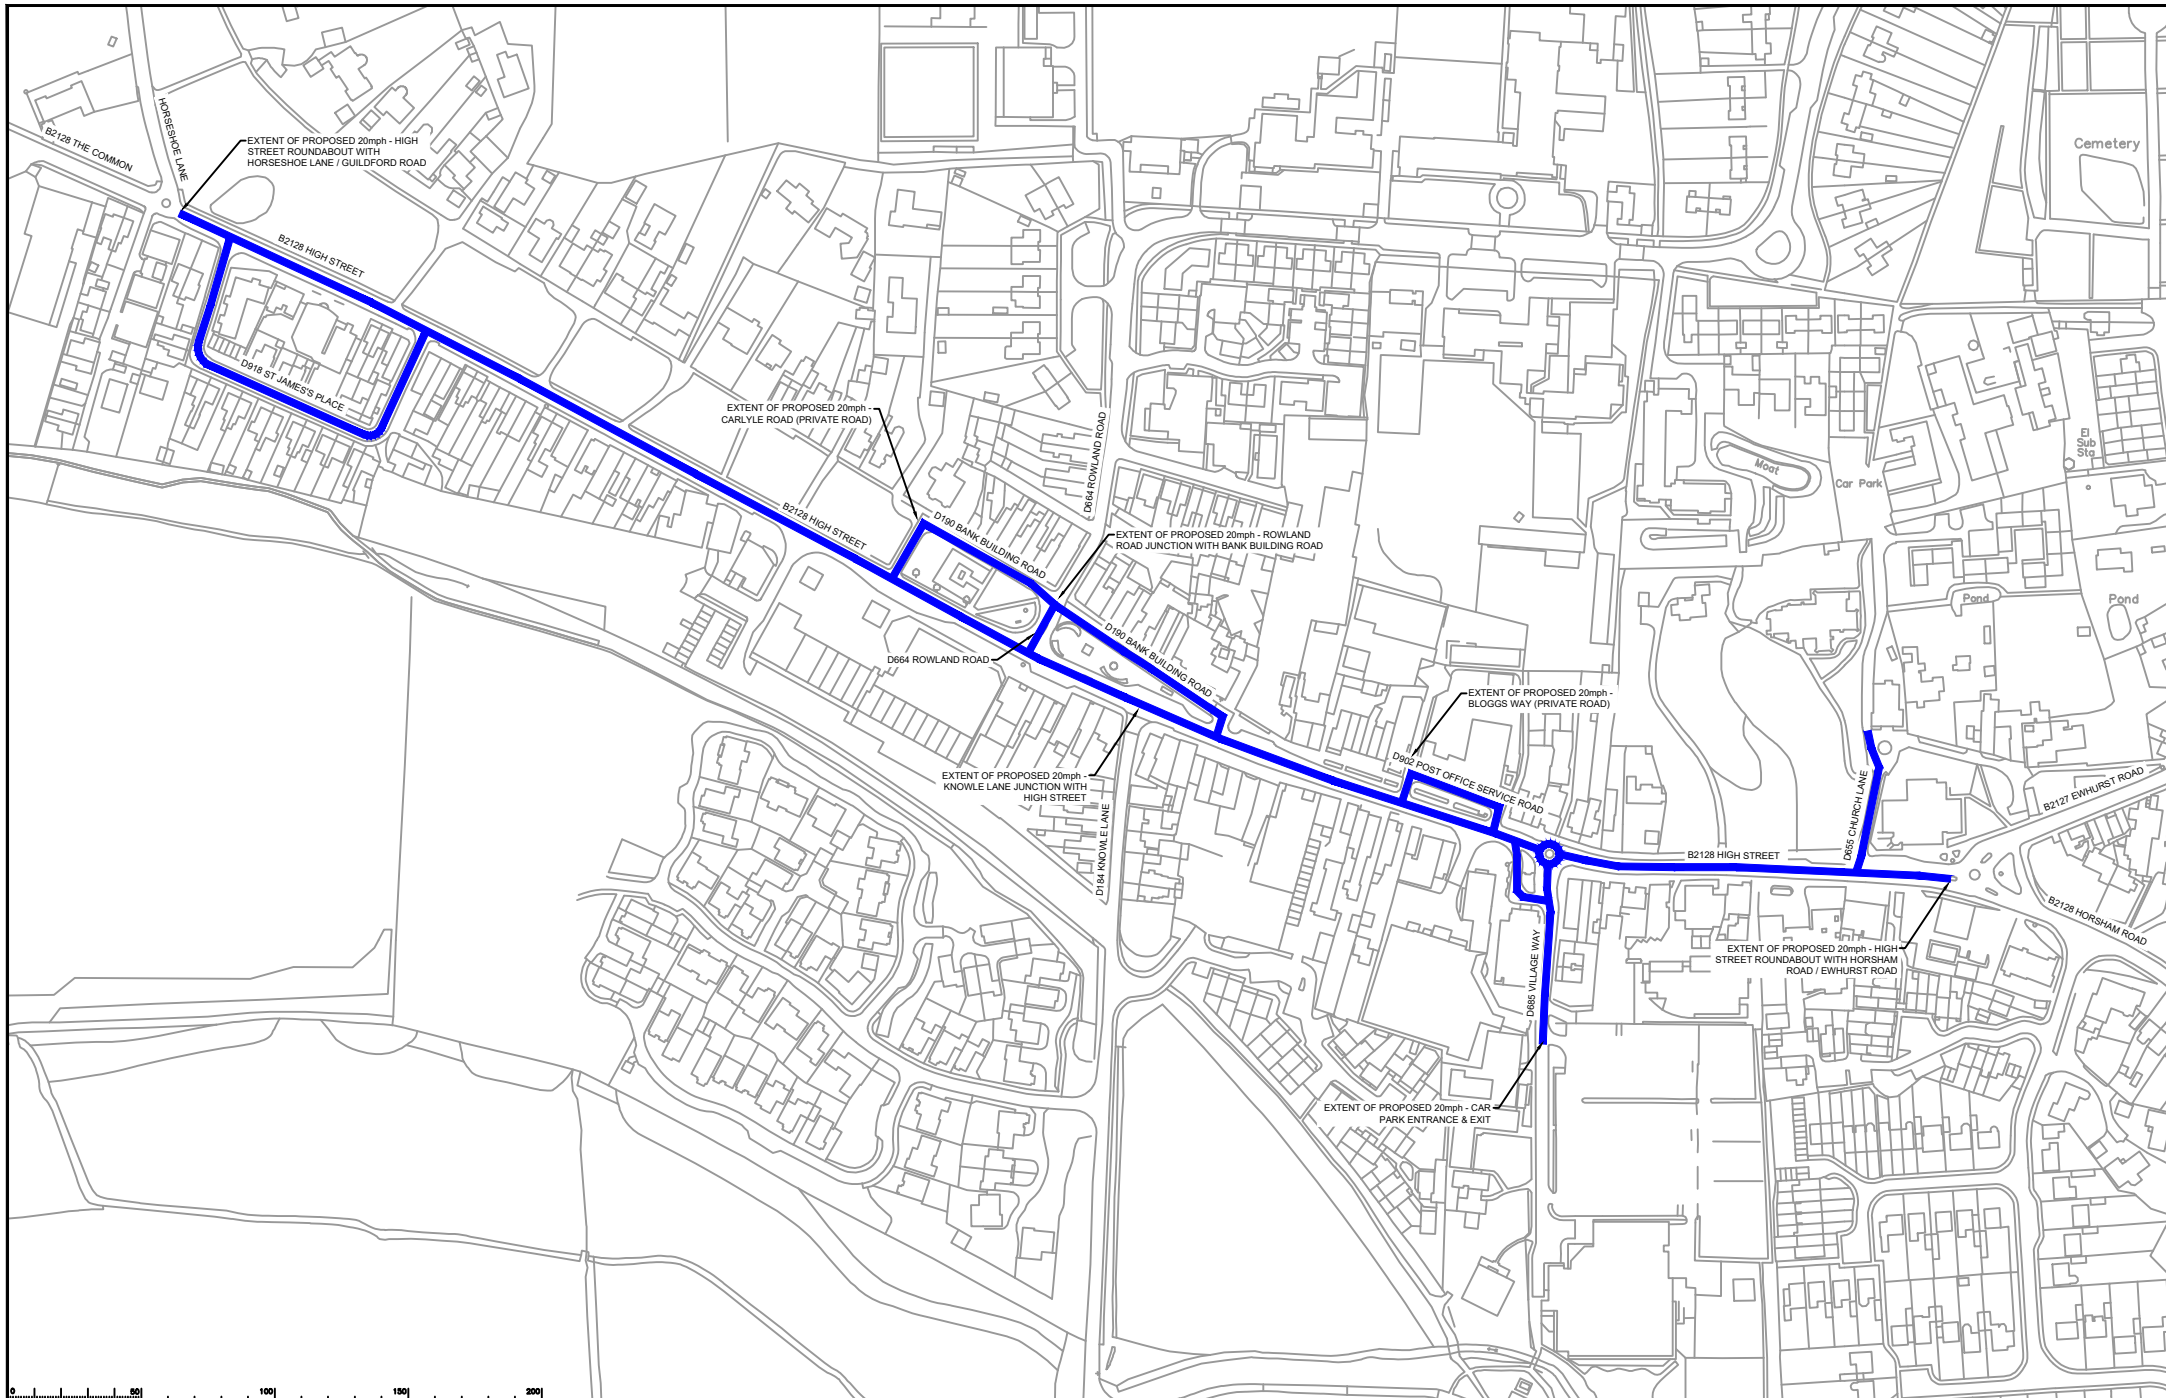 HORSESHOE LANE
B2128 THE COMMON
EXTENT OF PROPOSED 20mph - HIGH
STREET ROUNDABOUT WITH
HORSESHOE LANE / GUILDFORD ROAD
Cemetery
B2128 HIGH STREET
D918 ST JAMES'S PLACE
EXTENT OF PROPOSED 20mph -
CARLYLE ROAD (PRIVATE ROAD)
D664 ROWLAND ROAD
El
Sub
Sta
Moat
Car Park
B2128 HIGH STREET
D190 BANK BUILDING ROAD
EXTENT OF PROPOSED 20mph - ROWLAND
ROAD JUNCTION WITH BANK BUILDING ROAD
Pond
Pond
D190 BANK BUILDING ROAD
D664 ROWLAND ROAD
EXTENT OF PROPOSED 20mph -
BLOGGS WAY (PRIVATE ROAD)
D902 POST OFFICE SERVICE ROAD
EXTENT OF PROPOSED 20mph -
KNOWLE LANE JUNCTION WITH
HIGH STREET
D184 KNOWLE LANE
B2127 EWHURST ROAD
D655 CHURCH LANE
B2128 HIGH STREET
B2128 HORSHAM ROAD
EXTENT OF PROPOSED 20mph - HIGH
STREET ROUNDABOUT WITH HORSHAM
ROAD / EWHURST ROAD
D685 VILLAGE WAY
EXTENT OF PROPOSED 20mph - CAR
PARK ENTRANCE & EXIT
0 50 100 150 200